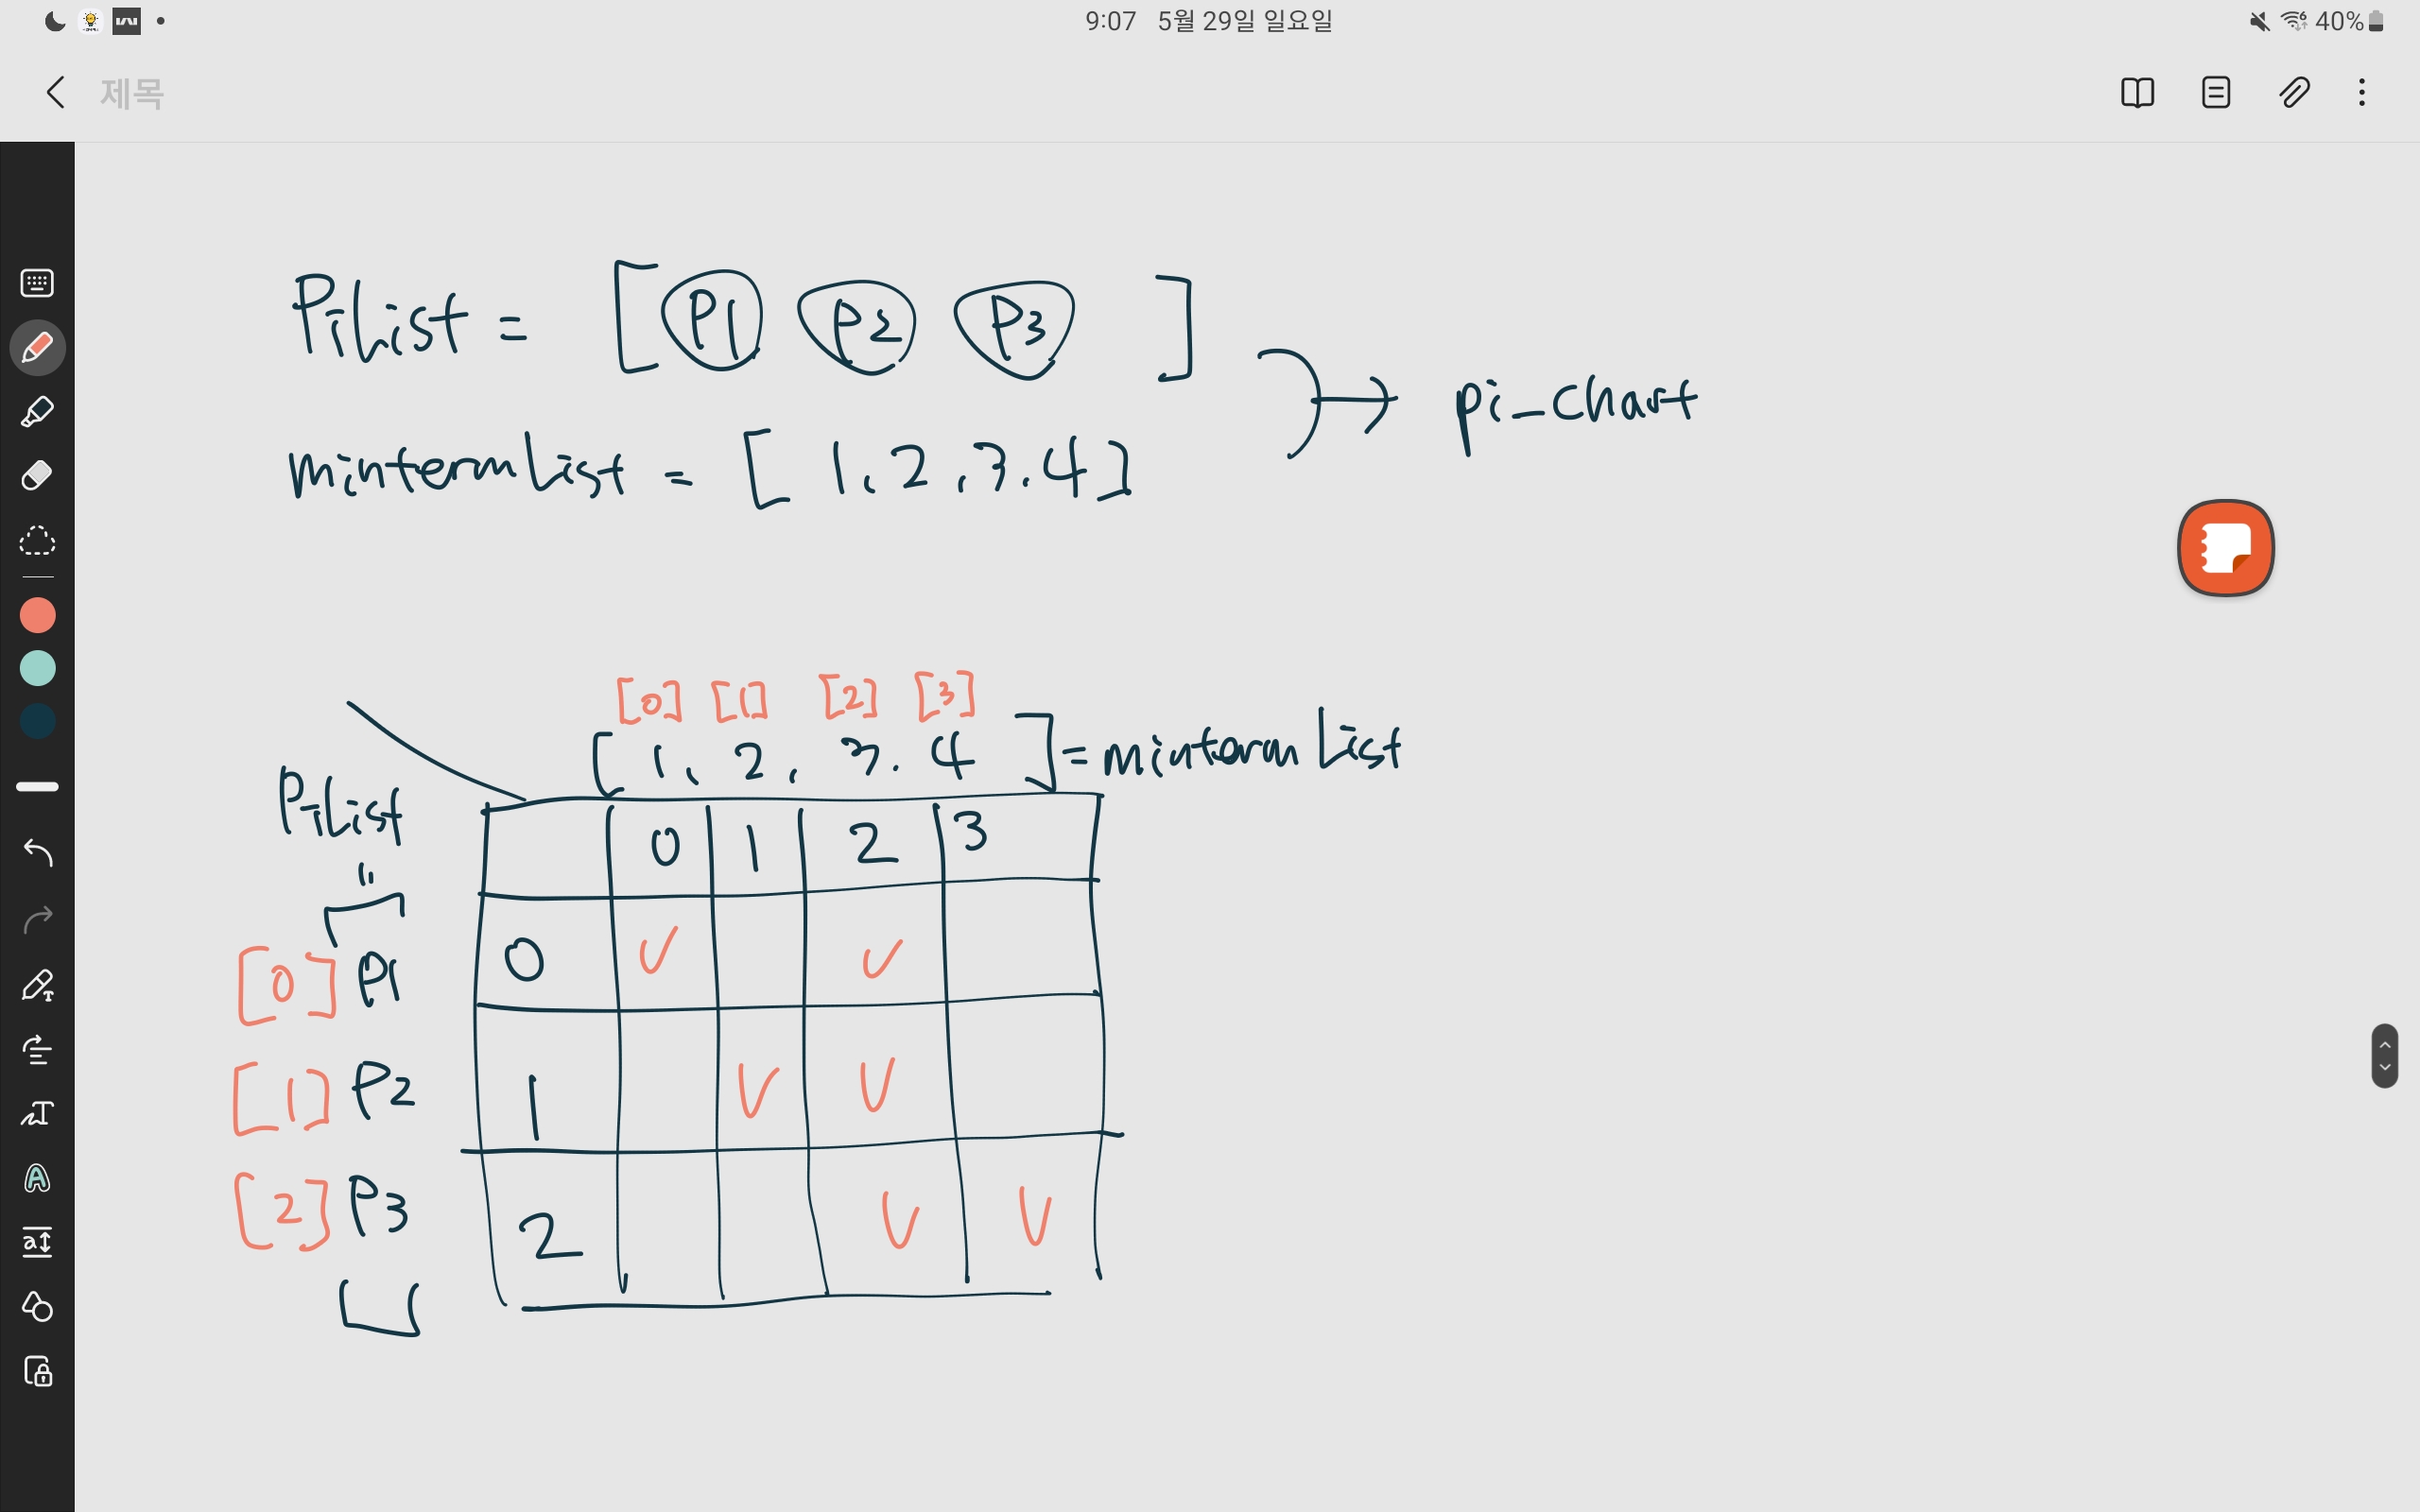 9:07 5월 29일 일요일 40%
제목
PiList = [ P1 P2 P3 ]
mintermList = [ 1, 2, 3, 4 ]
pi_Chart
[0] [1] [2] [3]
[ 1, 2, 3, 4 ] = minterm List
PiList
=
0 1 2 3
[0] P1 0 V V
[1] P2 1 V V
[2] P3 2 V V